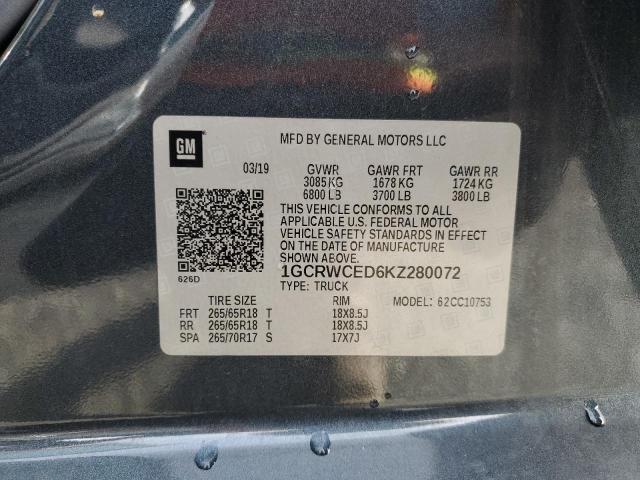 GM
MFD BY GENERAL MOTORS LLC
03/19 GVWR GAWR FRT GAWR RR
3085 KG 1678 KG 1724 KG
6800 LB 3700 LB 3800 LB
THIS VEHICLE CONFORMS TO ALL
APPLICABLE U.S. FEDERAL MOTOR
VEHICLE SAFETY STANDARDS IN EFFECT
ON THE DATE OF MANUFACTURE
SHOWN ABOVE.
626D
1GCRWCED6KZ280072
TYPE: TRUCK MODEL: 62CC10753
TIRE SIZE RIM
FRT 265/65R18 T 18X8.5J
RR 265/65R18 T 18X8.5J
SPA 265/70R17 S 17X7J